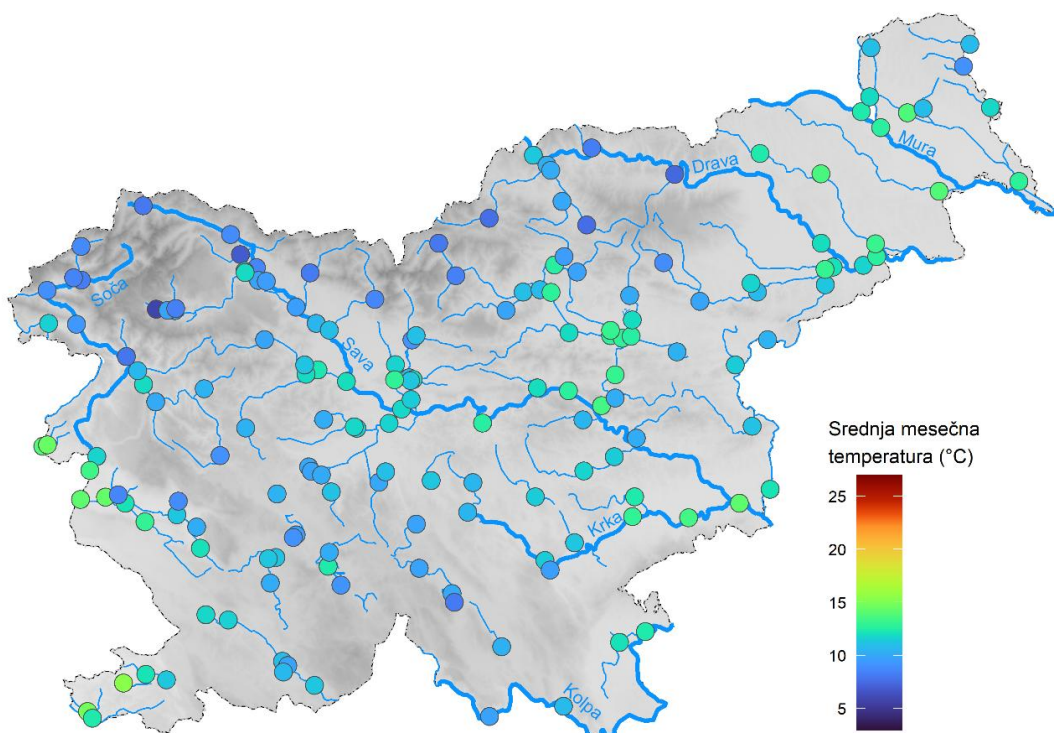 Mura
Drava
Soča
Sava
Krka
Kolpa
Srednja mesečna
temperatura (°C)
25
20
15
10
5